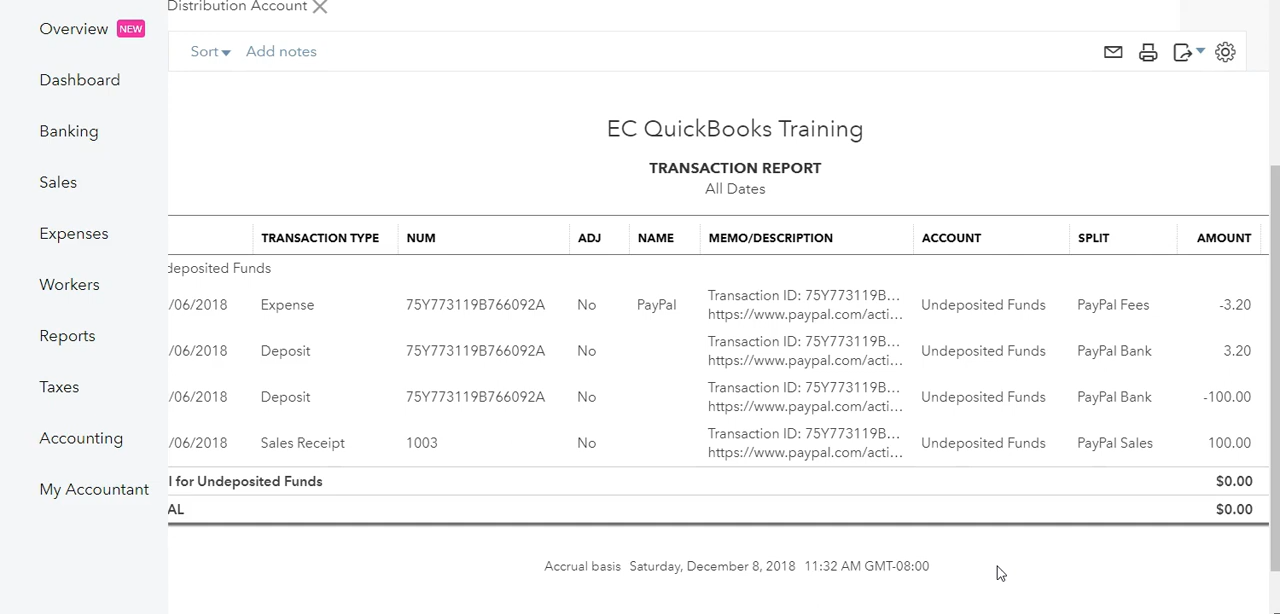 Distribution Account
Overview NEW
Sort Add notes
Dashboard
Banking
Sales
Expenses
Workers
Reports
Taxes
Accounting
My Accountant
EC QuickBooks Training
TRANSACTION REPORT
All Dates
TRANSACTION TYPE NUM ADJ NAME MEMO/DESCRIPTION ACCOUNT SPLIT AMOUNT
deposited Funds
/06/2018 Expense 75Y773119B766092A No PayPal Transaction ID: 75Y773119B... Undeposited Funds PayPal Fees -3.20
https://www.paypal.com/acti...
/06/2018 Deposit 75Y773119B766092A No Transaction ID: 75Y773119B... Undeposited Funds PayPal Bank 3.20
https://www.paypal.com/acti...
/06/2018 Deposit 75Y773119B766092A No Transaction ID: 75Y773119B... Undeposited Funds PayPal Bank -100.00
https://www.paypal.com/acti...
/06/2018 Sales Receipt 1003 No Transaction ID: 75Y773119B... Undeposited Funds PayPal Sales 100.00
https://www.paypal.com/acti...
l for Undeposited Funds $0.00
AL $0.00
Accrual basis Saturday, December 8, 2018 11:32 AM GMT-08:00